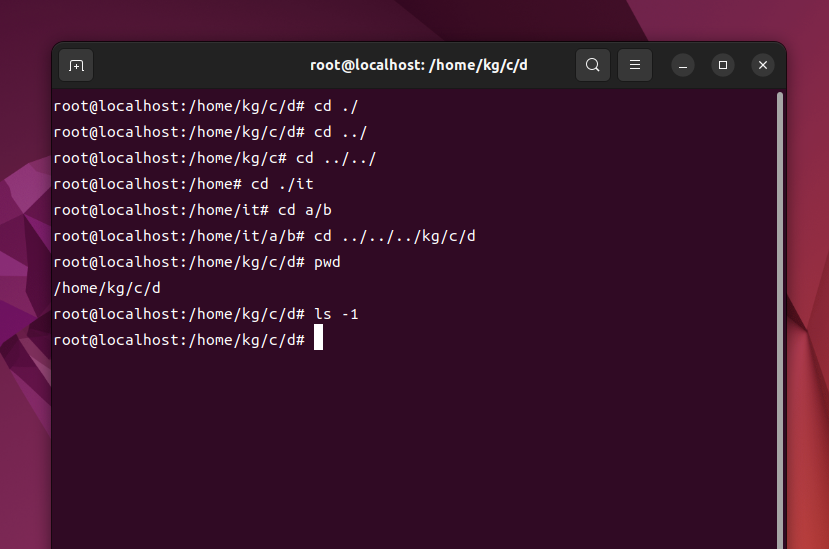 root@localhost: /home/kg/c/d
root@localhost:/home/kg/c/d# cd ./
root@localhost:/home/kg/c/d# cd ../
root@localhost:/home/kg/c# cd ../../
root@localhost:/home# cd ./it
root@localhost:/home/it# cd a/b
root@localhost:/home/it/a/b# cd ../../../kg/c/d
root@localhost:/home/kg/c/d# pwd
/home/kg/c/d
root@localhost:/home/kg/c/d# ls -1
root@localhost:/home/kg/c/d#